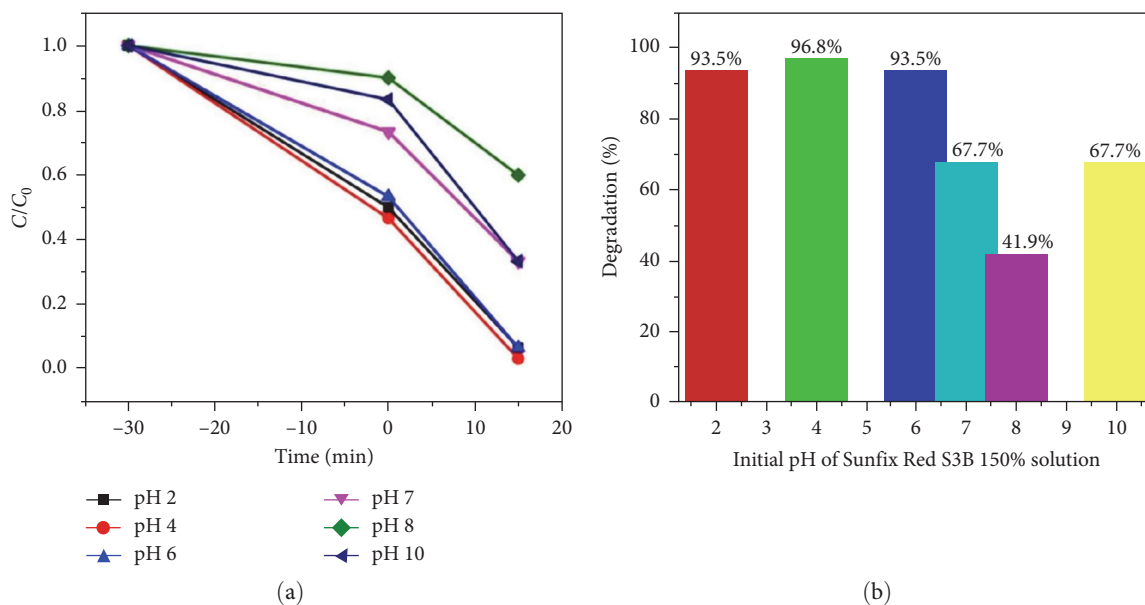 1.0
0.8
0.6
0.4
0.2
0.0
C/C0
–30
–20
–10
0
10
20
Time (min)
pH 2
pH 4
pH 6
pH 7
pH 8
pH 10
(a)
100
80
60
40
20
0
Degradation (%)
93.5%
96.8%
93.5%
67.7%
41.9%
67.7%
2
3
4
5
6
7
8
9
10
Initial pH of Sunfix Red S3B 150% solution
(b)